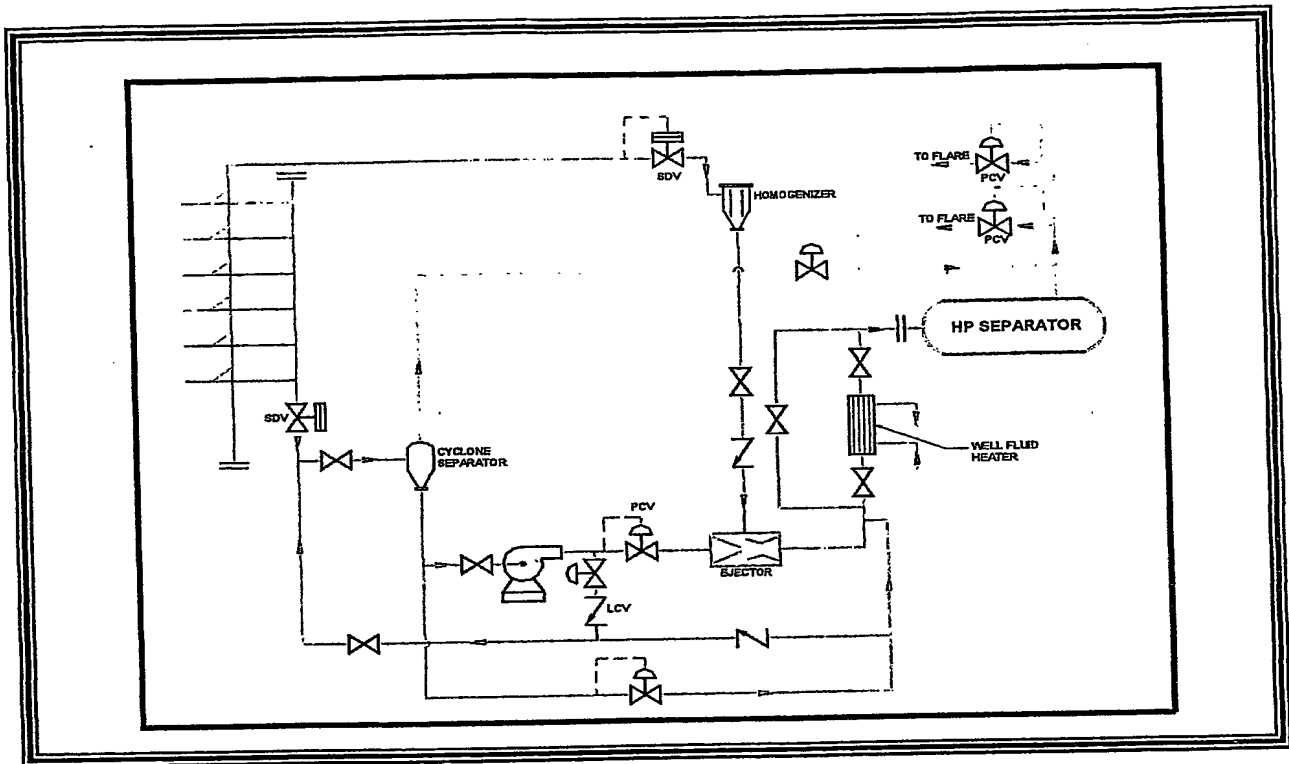 SDV
HOMOGENIZER
TO FLARE
PCV
TO FLARE
PCV
HP SEPARATOR
SDV
CYCLONE
SEPARATOR
WELL FLUID
HEATER
PCV
EJECTOR
LCV